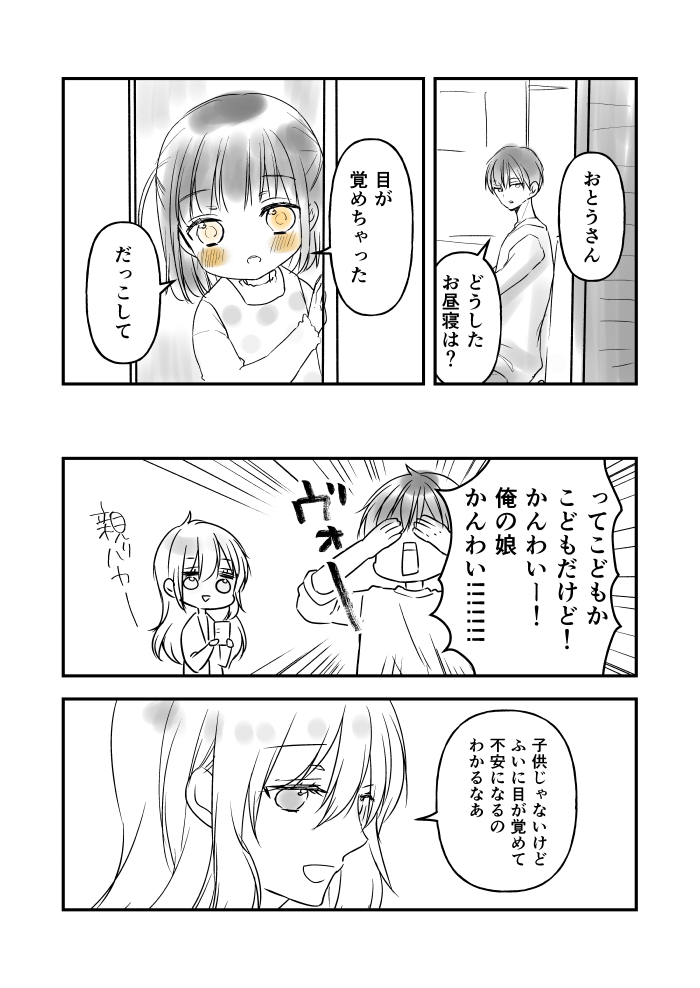 おとうさん
どうした
お昼寝は？
目が
覚めちゃった
だっこして
ってこどもか
こどもだけど！
かんわいー！
俺の娘
かんわい!!!!!!!
ヴォー
親バカー
子供じゃないけど
ふいに目が覚めて
不安になるの
わかるなあ